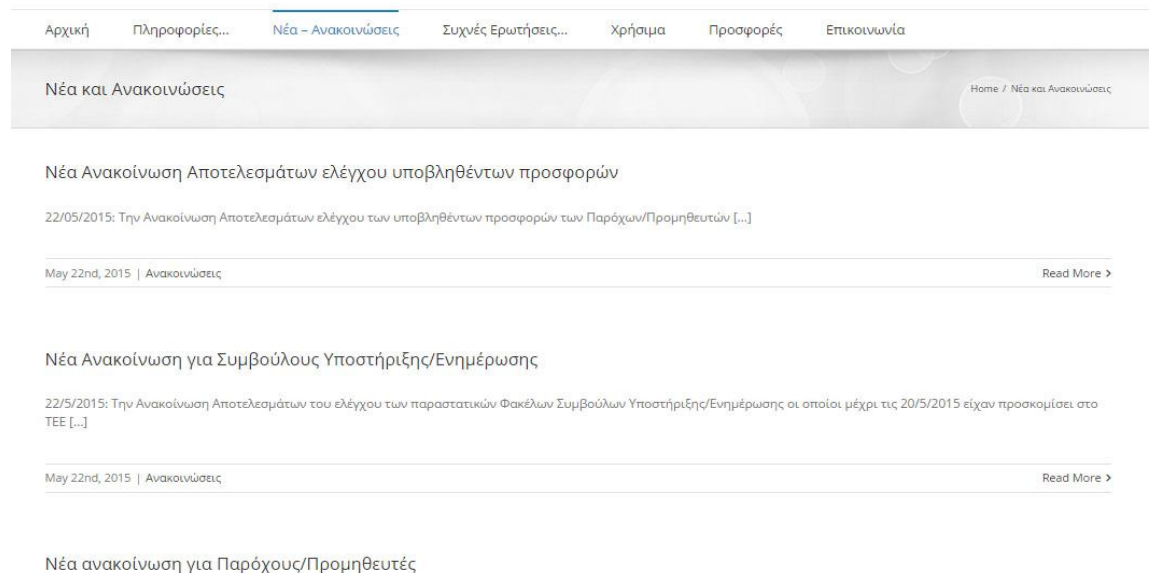 Αρχική Πληροφορίες... Νέα – Ανακοινώσεις Συχνές Ερωτήσεις... Χρήσιμα Προσφορές Επικοινωνία
Νέα και Ανακοινώσεις Home / Νέα και Ανακοινώσεις
Νέα Ανακοίνωση Αποτελεσμάτων ελέγχου υποβληθέντων προσφορών
22/05/2015: Την Ανακοίνωση Αποτελεσμάτων ελέγχου των υποβληθέντων προσφορών των Παρόχων/Προμηθευτών [...]
May 22nd, 2015 | Ανακοινώσεις Read More >
Νέα Ανακοίνωση για Συμβούλους Υποστήριξης/Ενημέρωσης
22/5/2015: Την Ανακοίνωση Αποτελεσμάτων του ελέγχου των παραστατικών Φακέλων Συμβούλων Υποστήριξης/Ενημέρωσης οι οποίοι μέχρι τις 20/5/2015 είχαν προσκομίσει στο
ΤΕΕ [...]
May 22nd, 2015 | Ανακοινώσεις Read More >
Νέα ανακοίνωση για Παρόχους/Προμηθευτές